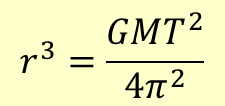 r³ = GMT² / 4π²